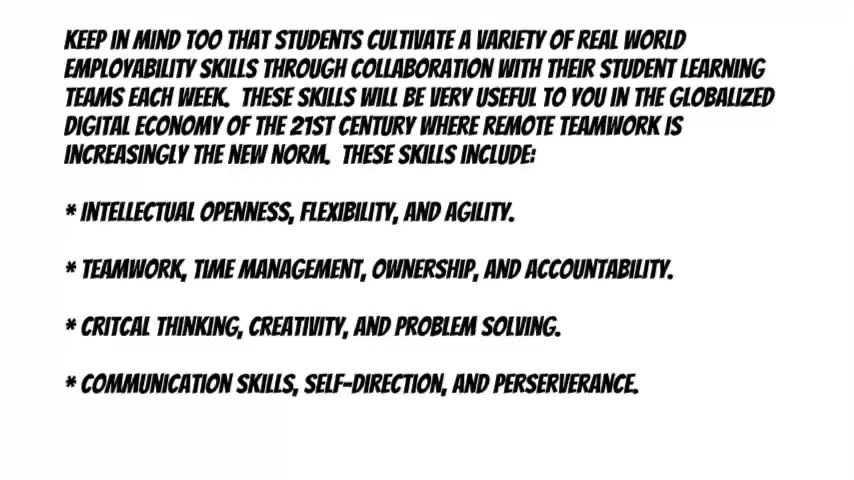 KEEP IN MIND TOO THAT STUDENTS CULTIVATE A VARIETY OF REAL WORLD
EMPLOYABILITY SKILLS THROUGH COLLABORATION WITH THEIR STUDENT LEARNING
TEAMS EACH WEEK. THESE SKILLS WILL BE VERY USEFUL TO YOU IN THE GLOBALIZED
DIGITAL ECONOMY OF THE 21ST CENTURY WHERE REMOTE TEAMWORK IS
INCREASINGLY THE NEW NORM. THESE SKILLS INCLUDE:
* INTELLECTUAL OPENNESS, FLEXIBILITY, AND AGILITY.
* TEAMWORK, TIME MANAGEMENT, OWNERSHIP, AND ACCOUNTABILITY.
* CRITCAL THINKING, CREATIVITY, AND PROBLEM SOLVING.
* COMMUNICATION SKILLS, SELF-DIRECTION, AND PERSERVERANCE.